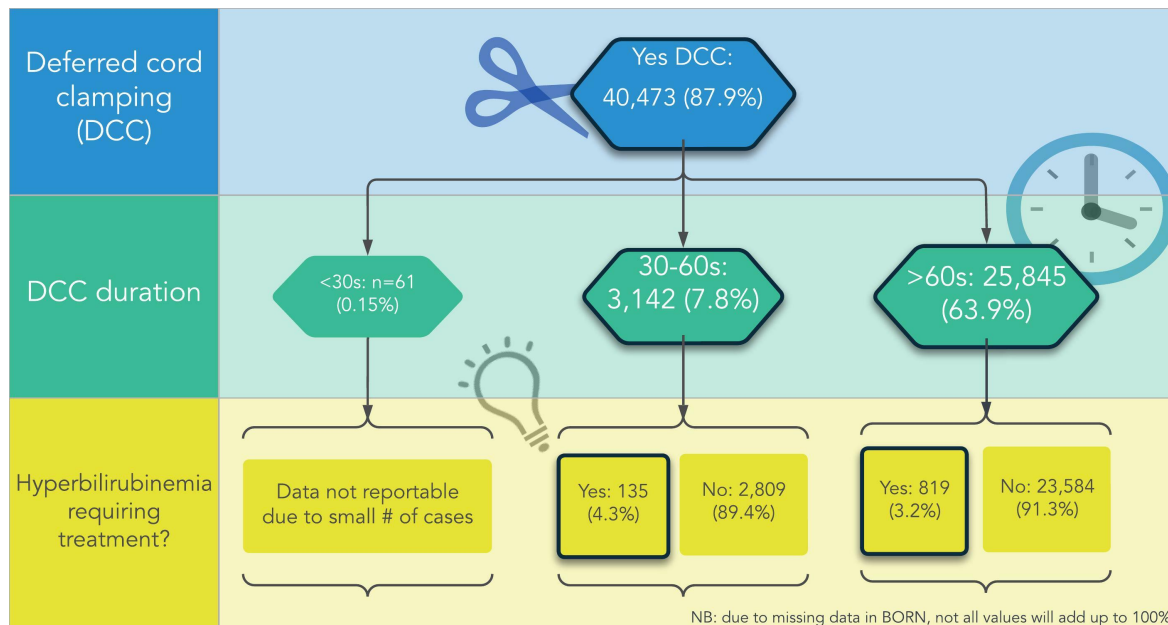 Deferred cord
clamping
(DCC)
Yes DCC:
40,473 (87.9%)
DCC duration
<30s: n=61
(0.15%)
30-60s:
3,142 (7.8%)
>60s: 25,845
(63.9%)
Hyperbilirubinemia
requiring
treatment?
Data not reportable
due to small # of cases
Yes: 135
(4.3%)
No: 2,809
(89.4%)
Yes: 819
(3.2%)
No: 23,584
(91.3%)
NB: due to missing data in BORN, not all values will add up to 100%